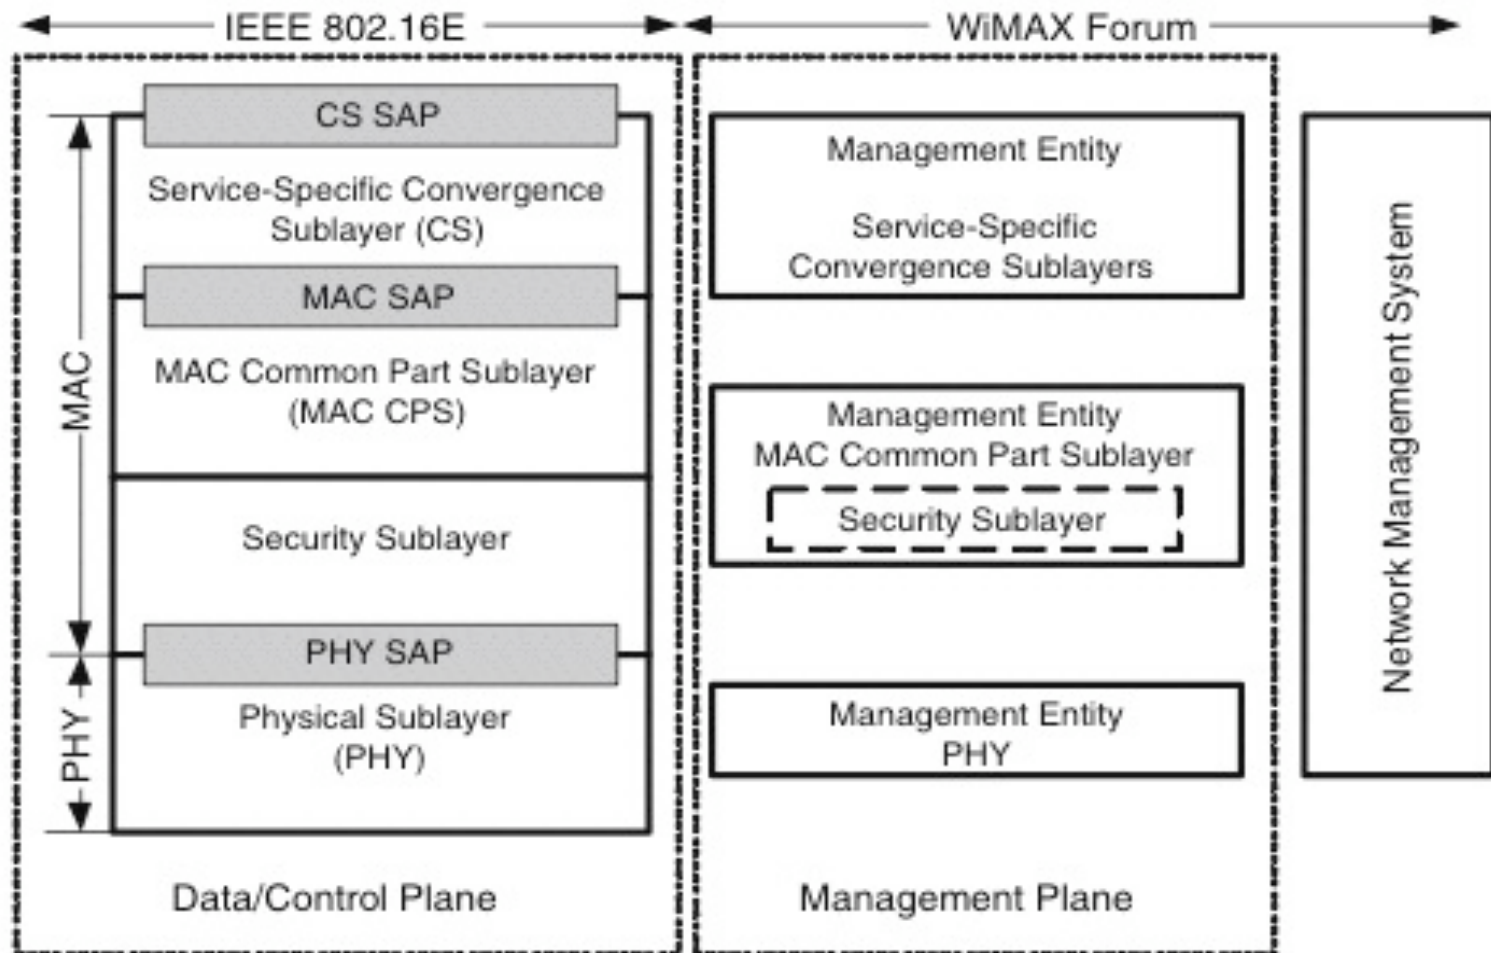 IEEE 802.16E
WiMAX Forum
CS SAP
Service-Specific Convergence
Sublayer (CS)
MAC SAP
MAC Common Part Sublayer
(MAC CPS)
Security Sublayer
PHY SAP
Physical Sublayer
(PHY)
MAC
PHY
Data/Control Plane
Management Entity
Service-Specific
Convergence Sublayers
Management Entity
MAC Common Part Sublayer
Security Sublayer
Management Entity
PHY
Management Plane
Network Management System